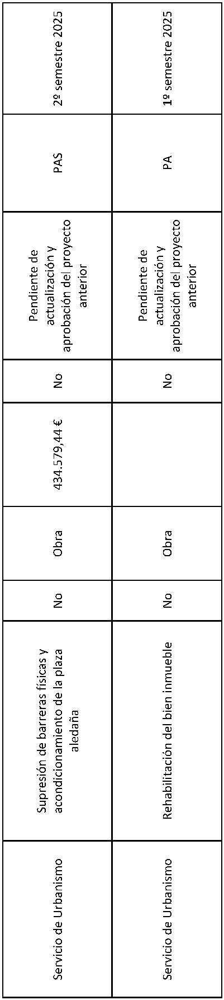 Servicio de Urbanismo
Supresión de barreras físicas y
acondicionamiento de la plaza
aledaña
No
Obra
434.579,44 €
No
Pendiente de
actualización y
aprobación del proyecto
anterior
PAS
2º semestre 2025
Servicio de Urbanismo
Rehabilitación del bien inmueble
No
Obra
No
Pendiente de
actualización y
aprobación del proyecto
anterior
PA
1º semestre 2025